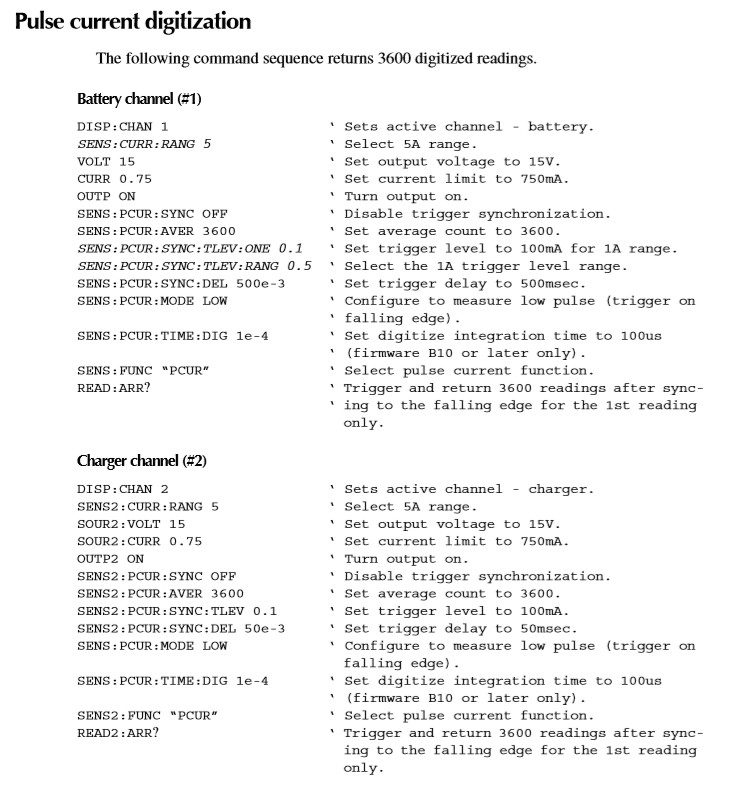 Pulse current digitization
The following command sequence returns 3600 digitized readings.
Battery channel (#1)
DISP:CHAN 1 ' Sets active channel - battery.
SENS:CURR:RANG 5 ' Select 5A range.
VOLT 15 ' Set output voltage to 15V.
CURR 0.75 ' Set current limit to 750mA.
OUTP ON ' Turn output on.
SENS:PCUR:SYNC OFF ' Disable trigger synchronization.
SENS:PCUR:AVER 3600 ' Set average count to 3600.
SENS:PCUR:SYNC:TLEV:ONE 0.1 ' Set trigger level to 100mA for 1A range.
SENS:PCUR:SYNC:TLEV:RANG 0.5 ' Select the 1A trigger level range.
SENS:PCUR:SYNC:DEL 500e-3 ' Set trigger delay to 500msec.
SENS:PCUR:MODE LOW ' Configure to measure low pulse (trigger on
' falling edge).
SENS:PCUR:TIME:DIG 1e-4 ' Set digitize integration time to 100us
' (firmware B10 or later only).
SENS:FUNC “PCUR” ' Select pulse current function.
READ:ARR? ' Trigger and return 3600 readings after sync-
' ing to the falling edge for the 1st reading
only.
Charger channel (#2)
DISP:CHAN 2 ' Sets active channel - charger.
SENS2:CURR:RANG 5 ' Select 5A range.
SOUR2:VOLT 15 ' Set output voltage to 15V.
SOUR2:CURR 0.75 ' Set current limit to 750mA.
OUTP2 ON ' Turn output on.
SENS2:PCUR:SYNC OFF ' Disable trigger synchronization.
SENS2:PCUR:AVER 3600 ' Set average count to 3600.
SENS2:PCUR:SYNC:TLEV 0.1 ' Set trigger level to 100mA.
SENS2:PCUR:SYNC:DEL 50e-3 ' Set trigger delay to 50msec.
SENS:PCUR:MODE LOW ' Configure to measure low pulse (trigger on
falling edge).
SENS:PCUR:TIME:DIG 1e-4 ' Set digitize integration time to 100us
' (firmware B10 or later only).
SENS2:FUNC “PCUR” ' Select pulse current function.
READ2:ARR? ' Trigger and return 3600 readings after sync-
ing to the falling edge for the 1st reading
only.